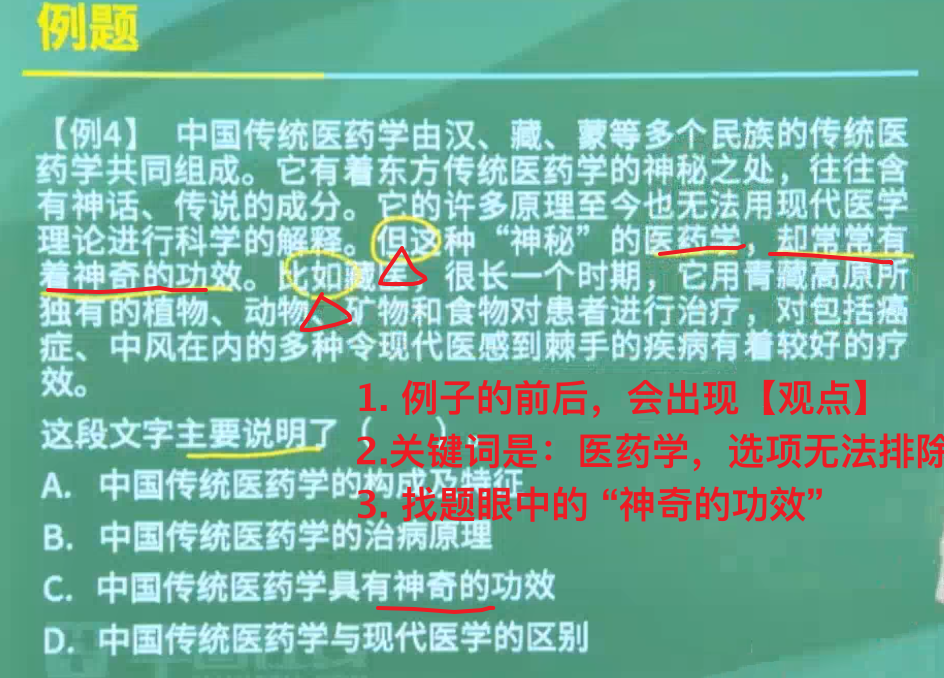 例题
【例4】 中国传统医药学由汉、藏、蒙等多个民族的传统医
药学共同组成。它有着东方传统医药学的神秘之处，往往含
有神话、传说的成分。它的许多原理至今也无法用现代医学
理论进行科学的解释。但这种“神秘”的医药学，却常常有
着神奇的功效。比如藏医，很长一个时期，它用青藏高原所
独有的植物、动物、矿物和食物对患者进行治疗，对包括癌
症、中风在内的多种令现代医感到棘手的疾病有着较好的疗
效。
1. 例子的前后，会出现【观点】
这段文字主要说明了（ ）。
2.关键词是：医药学，选项无法排除
A. 中国传统医药学的构成及特征
3. 找题眼中的“神奇的功效”
B. 中国传统医药学的治病原理
C. 中国传统医药学具有神奇的功效
D. 中国传统医药学与现代医学的区别